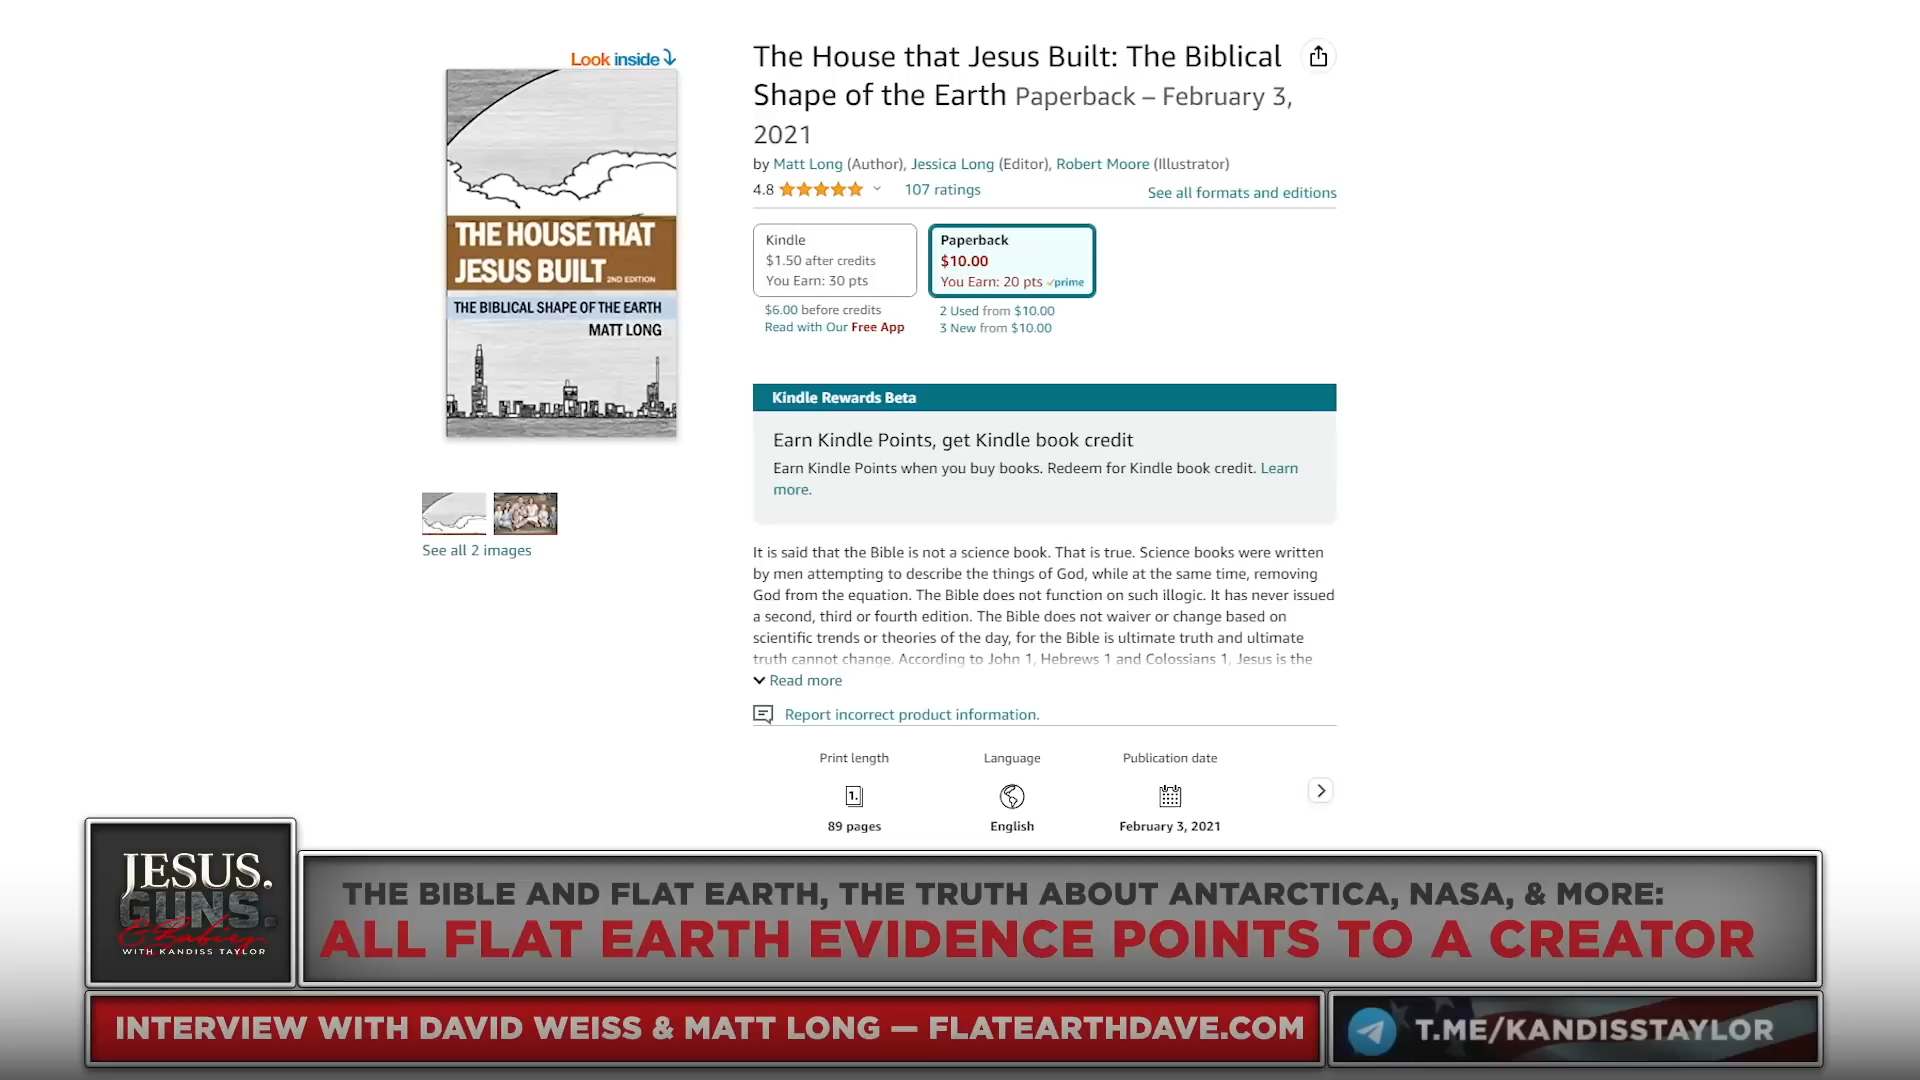 Look inside
THE HOUSE THAT
JESUS BUILT 2ND EDITION
THE BIBLICAL SHAPE OF THE EARTH
MATT LONG
See all 2 images
The House that Jesus Built: The Biblical
Shape of the Earth Paperback – February 3,
2021
by Matt Long (Author), Jessica Long (Editor), Robert Moore (Illustrator)
4.8 107 ratings
See all formats and editions
Kindle
$1.50 after credits
You Earn: 30 pts
$6.00 before credits
Read with Our Free App
Paperback
$10.00
You Earn: 20 pts prime
2 Used from $10.00
3 New from $10.00
Kindle Rewards Beta
Earn Kindle Points, get Kindle book credit
Earn Kindle Points when you buy books. Redeem for Kindle book credit. Learn
more.
It is said that the Bible is not a science book. That is true. Science books were written
by men attempting to describe the things of God, while at the same time, removing
God from the equation. The Bible does not function on such illogic. It has never issued
a second, third or fourth edition. The Bible does not waiver or change based on
scientific trends or theories of the day, for the Bible is ultimate truth and ultimate
truth cannot change. According to John 1, Hebrews 1 and Colossians 1, Jesus is the
Read more
Report incorrect product information.
Print length
1.
89 pages
Language
English
Publication date
February 3, 2021
JESUS.
GUNS.
& Babies
WITH KANDISS TAYLOR
THE BIBLE AND FLAT EARTH, THE TRUTH ABOUT ANTARCTICA, NASA, & MORE:
ALL FLAT EARTH EVIDENCE POINTS TO A CREATOR
INTERVIEW WITH DAVID WEISS & MATT LONG — FLATEARTHDAVE.COM
T.ME/KANDISSTAYLOR